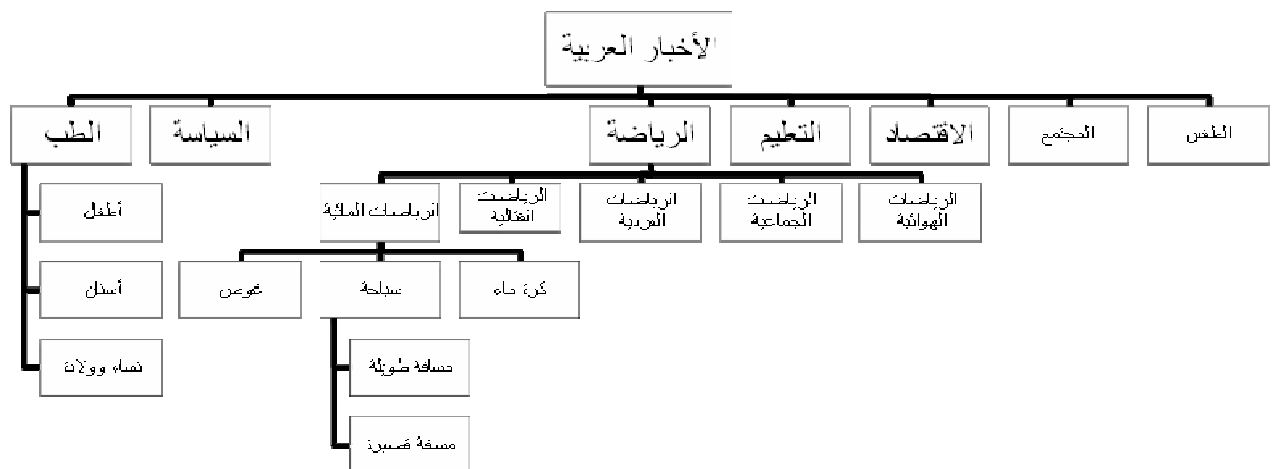 الأخبار العربية
الطقس
المجتمع
الاقتصاد
التعليم
الرياضة
السياسة
الطب
الرياضات
الهوائية
الرياضات
الجماعية
الرياضات
الفردية
الرياضات
القتالية
الرياضات المائية
أطفال
كرة ماء
سباحة
غوص
أسنان
مسافة طويلة
نساء وولادة
مسافة قصيرة